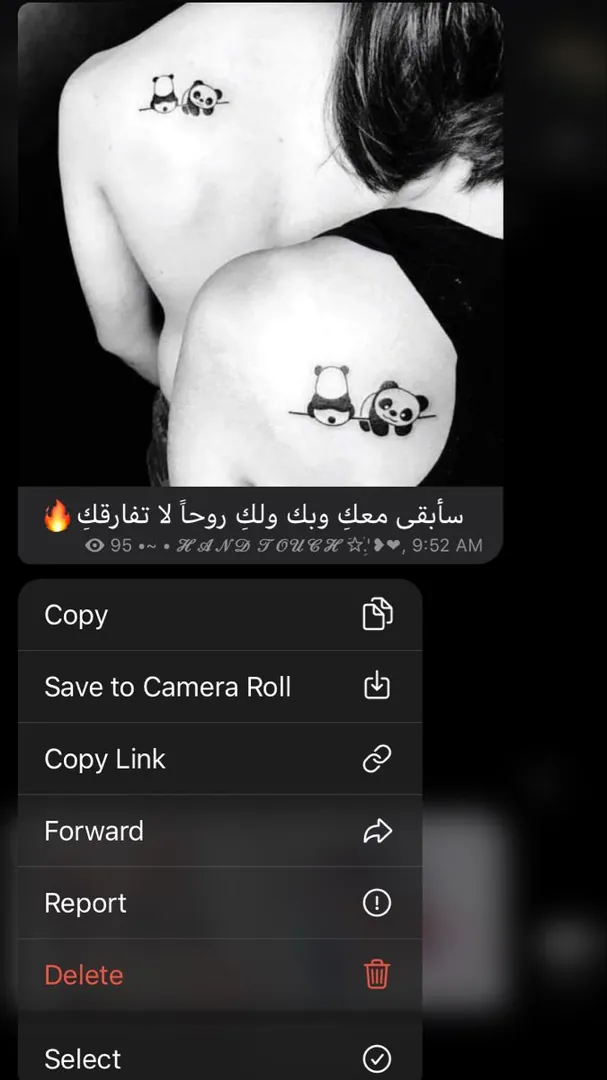 سأبقى معكِ وبك ولكِ روحاً لا تفارقكِ🔥
95 •~ • ℋ𝒜𝒩𝒟 𝒯𝒪𝒰𝒞ℋ ☆҉'❥❤, 9:52 AM
Copy
Save to Camera Roll
Copy Link
Forward
Report
Delete
Select